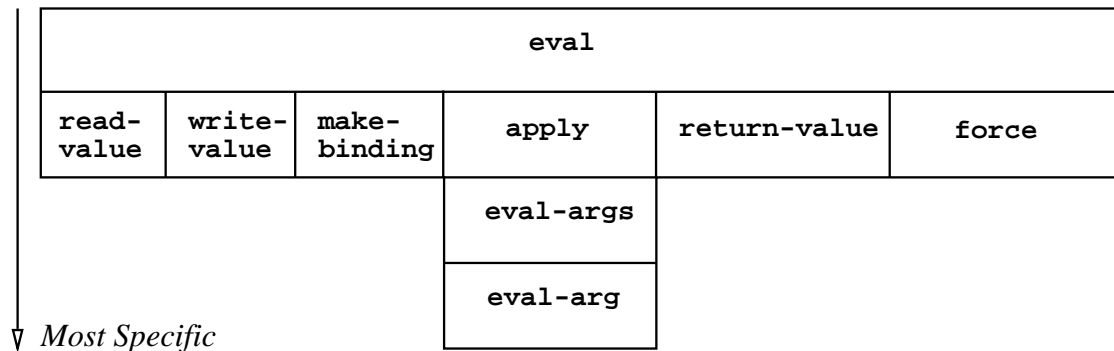 eval
read-
value
write-
value
make-
binding
apply
return-value
force
eval-args
eval-arg
Most Specific